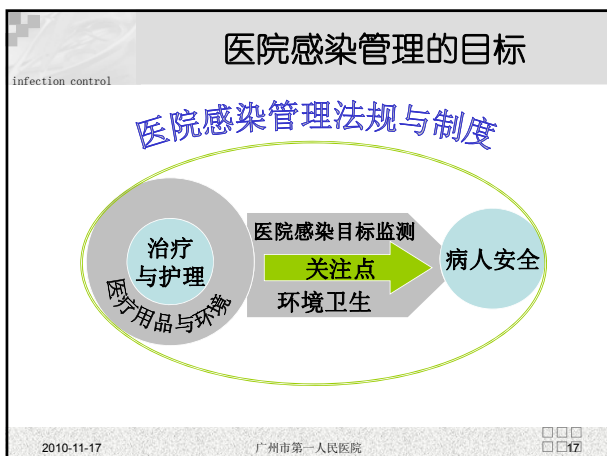 医院感染管理的目标
infection control
医院感染管理法规与制度
治疗
与护理
医疗用品与环境
医院感染目标监测
关注点
环境卫生
病人安全
2010-11-17
广州市第一人民医院
17